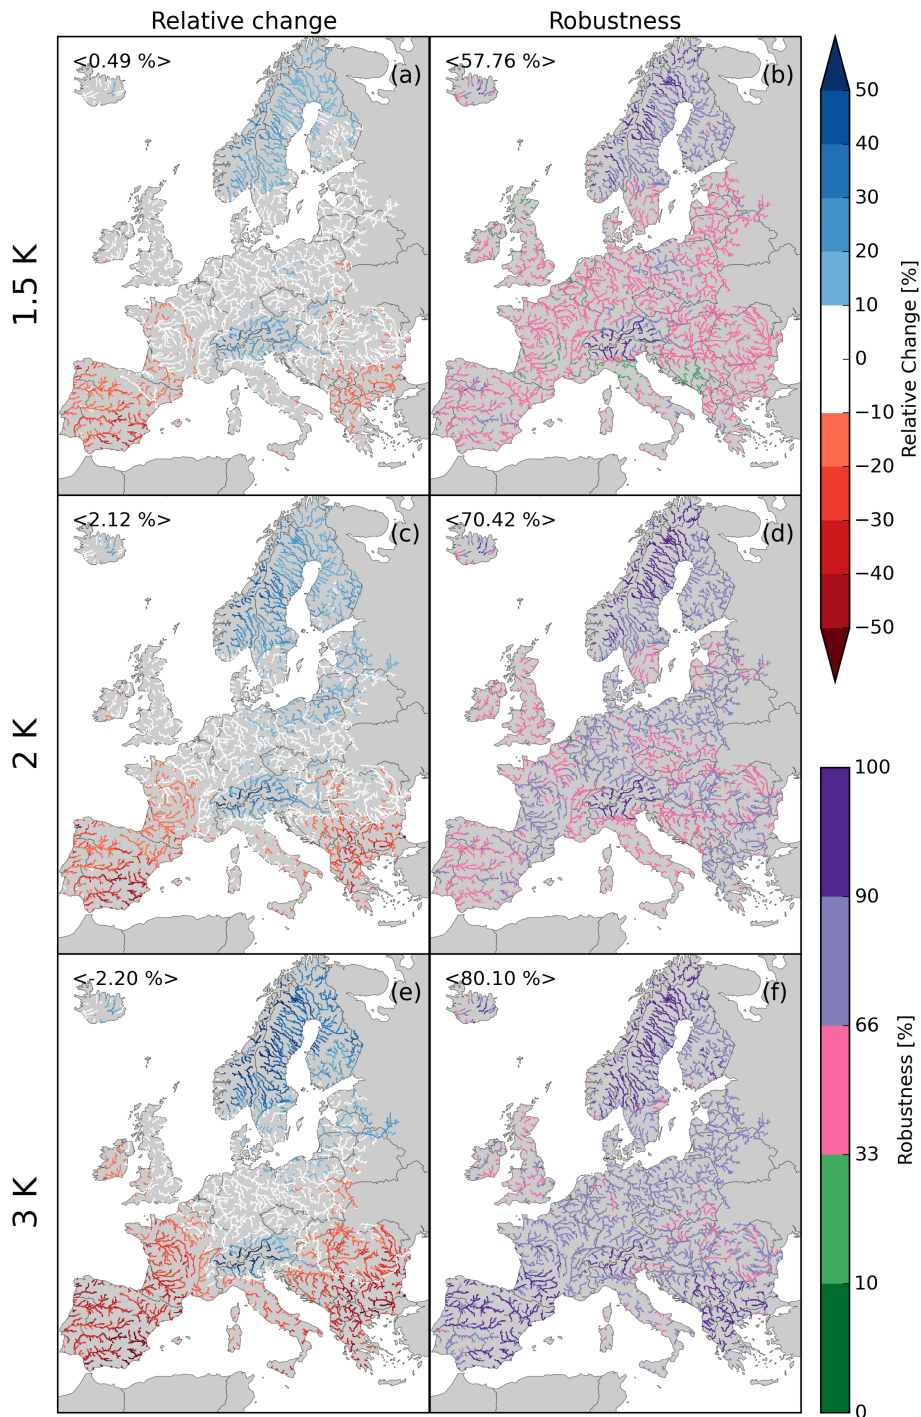 Relative change
Robustness
<0.49 %>
(a)
<57.76 %>
(b)
1.5 K
<2.12 %>
(c)
<70.42 %>
(d)
2 K
<-2.20 %>
(e)
<80.10 %>
(f)
3 K
50
40
30
20
10
0
−10
−20
−30
−40
−50
Relative Change [%]
100
90
66
33
10
0
Robustness [%]